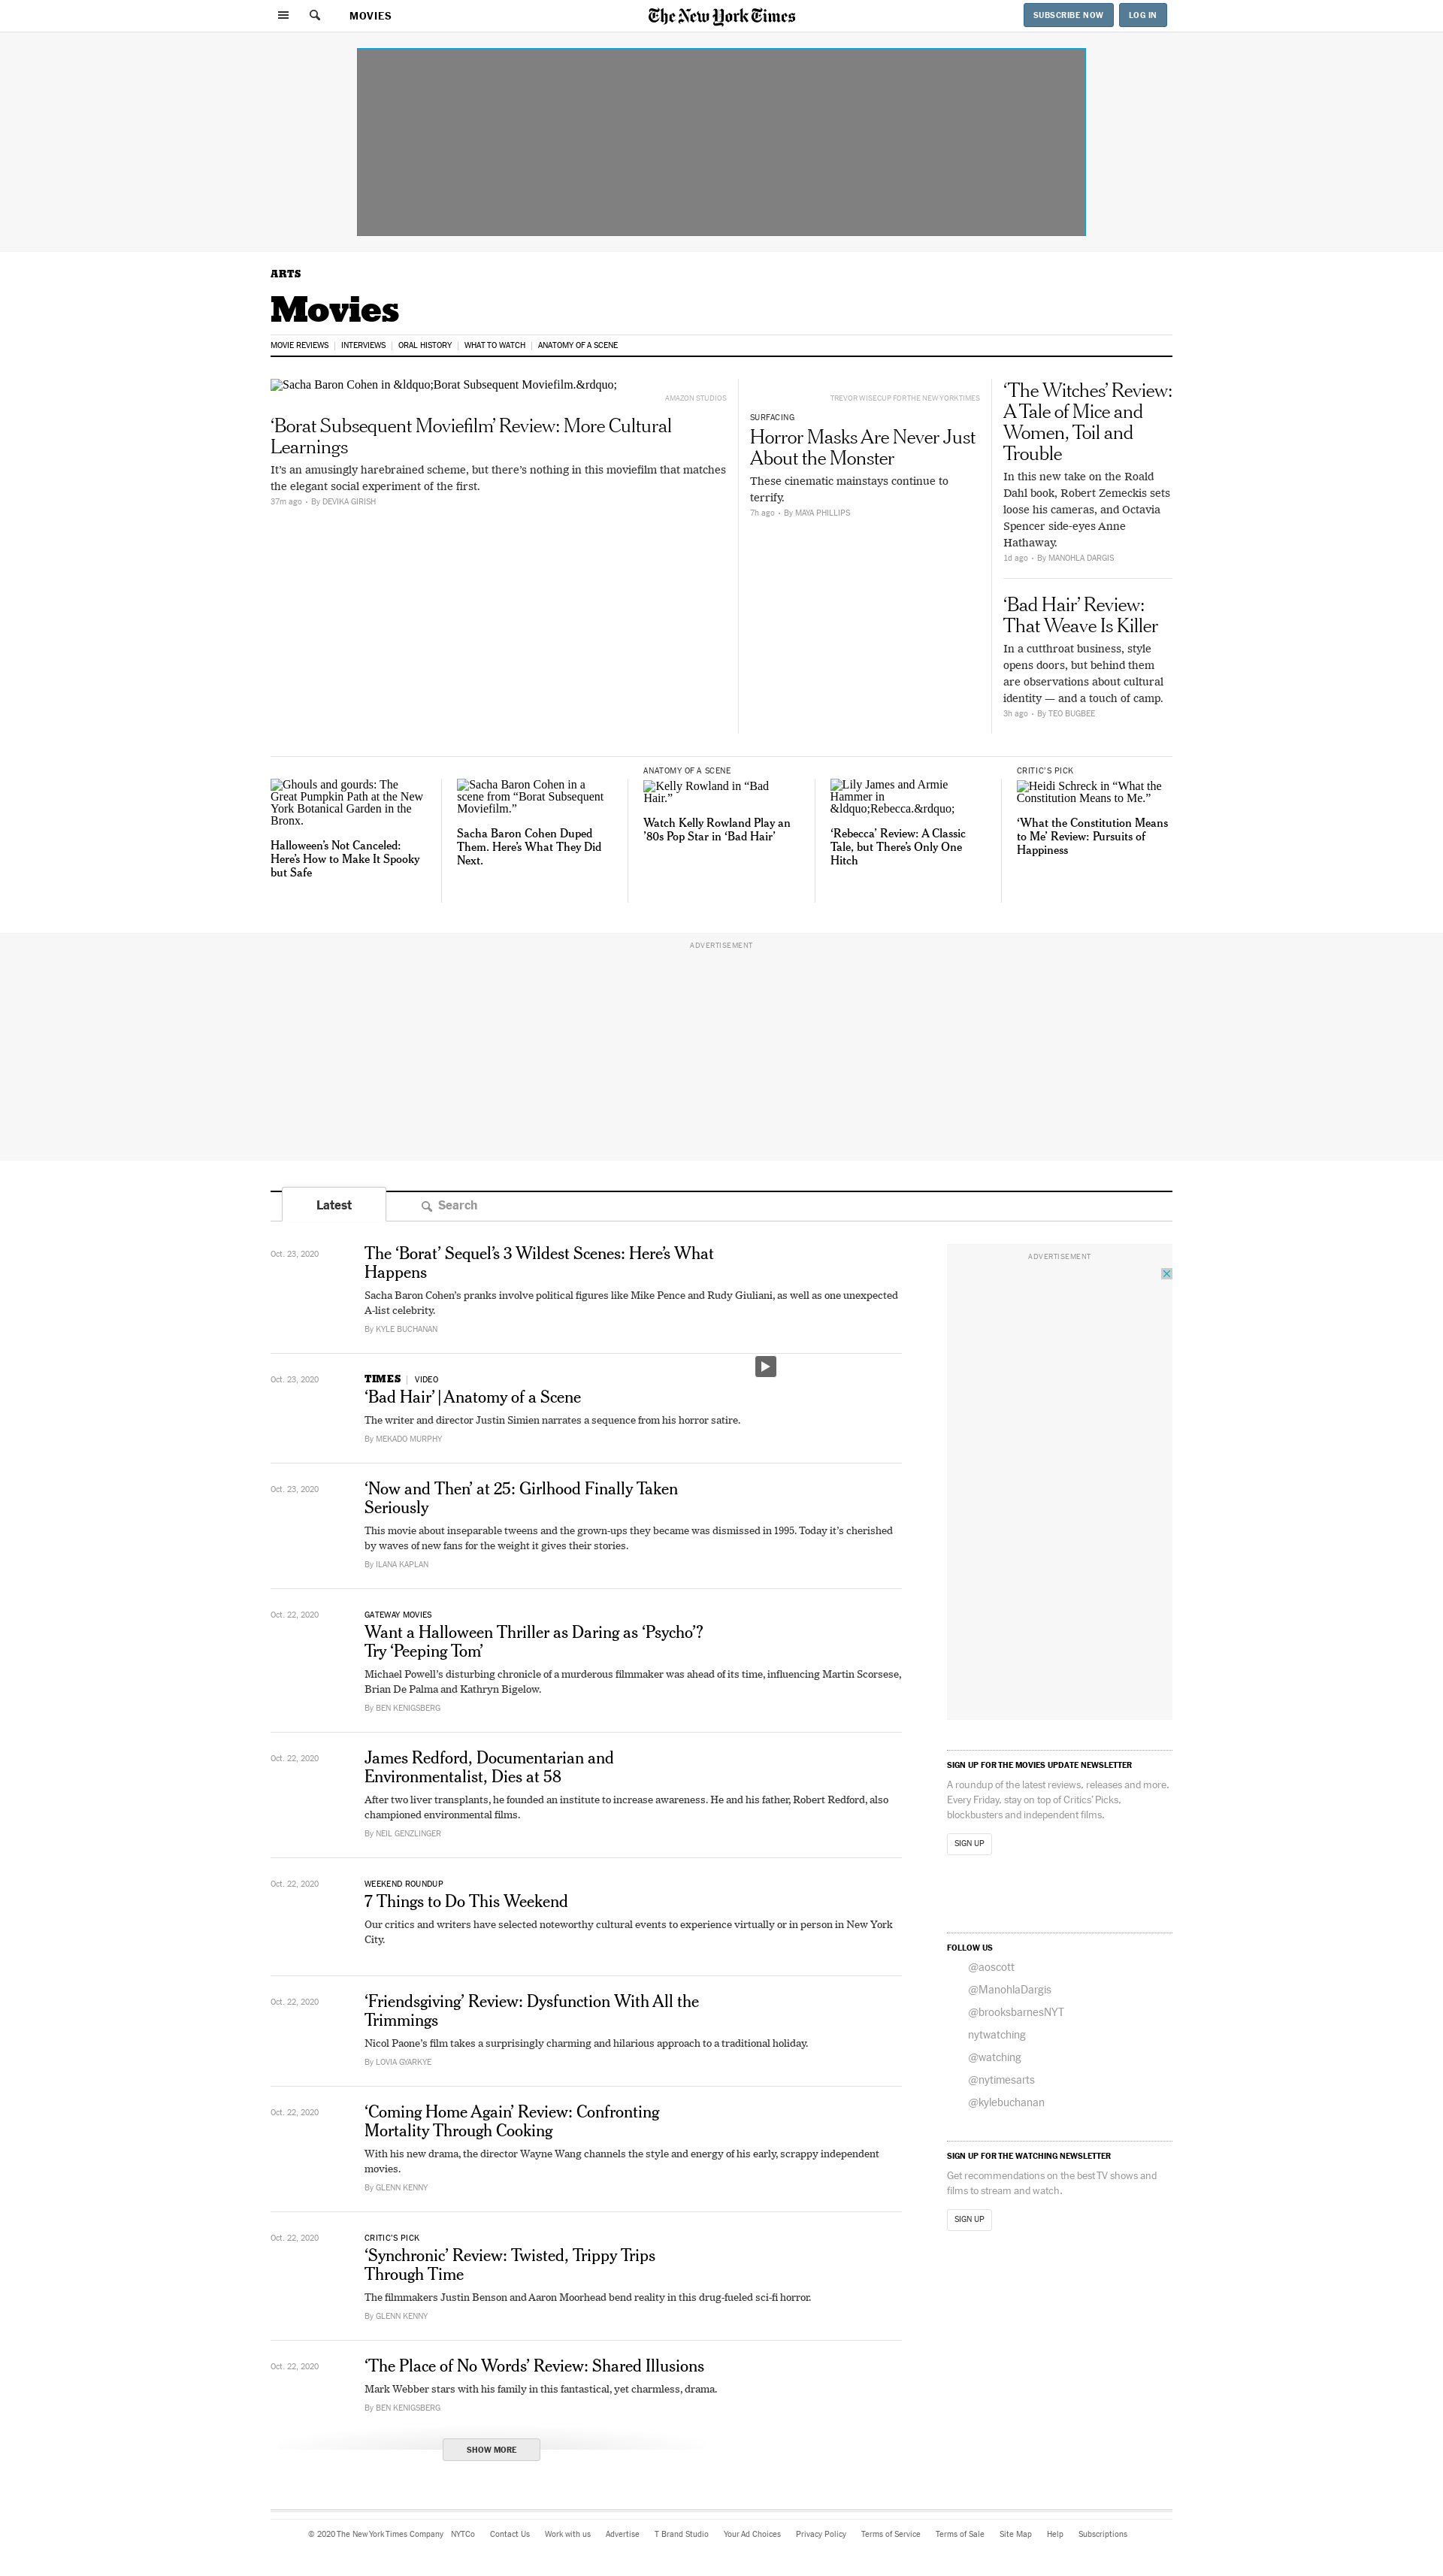 MOVIES
The New York Times
SUBSCRIBE NOW
LOG IN
ARTS
Movies
MOVIE REVIEWS | INTERVIEWS | ORAL HISTORY | WHAT TO WATCH | ANATOMY OF A SCENE
Sacha Baron Cohen in &ldquo;Borat Subsequent Moviefilm.&rdquo;
AMAZON STUDIOS
‘Borat Subsequent Moviefilm’ Review: More Cultural
Learnings
It’s an amusingly harebrained scheme, but there’s nothing in this moviefilm that matches
the elegant social experiment of the first.
37m ago • By DEVIKA GIRISH
TREVOR WISECUP FOR THE NEW YORK TIMES
SURFACING
Horror Masks Are Never Just
About the Monster
These cinematic mainstays continue to
terrify.
7h ago • By MAYA PHILLIPS
‘The Witches’ Review:
A Tale of Mice and
Women, Toil and
Trouble
In this new take on the Roald
Dahl book, Robert Zemeckis sets
loose his cameras, and Octavia
Spencer side-eyes Anne
Hathaway.
1d ago • By MANOHLA DARGIS
‘Bad Hair’ Review:
That Weave Is Killer
In a cutthroat business, style
opens doors, but behind them
are observations about cultural
identity — and a touch of camp.
3h ago • By TEO BUGBEE
Ghouls and gourds: The
Great Pumpkin Path at the New
York Botanical Garden in the
Bronx.
Halloween’s Not Canceled:
Here’s How to Make It Spooky
but Safe
Sacha Baron Cohen in a
scene from “Borat Subsequent
Moviefilm.”
Sacha Baron Cohen Duped
Them. Here’s What They Did
Next.
ANATOMY OF A SCENE
Kelly Rowland in “Bad
Hair.”
Watch Kelly Rowland Play an
’80s Pop Star in ‘Bad Hair’
Lily James and Armie
Hammer in
&ldquo;Rebecca.&rdquo;
‘Rebecca’ Review: A Classic
Tale, but There’s Only One
Hitch
CRITIC’S PICK
Heidi Schreck in “What the
Constitution Means to Me.”
‘What the Constitution Means
to Me’ Review: Pursuits of
Happiness
ADVERTISEMENT
Latest
Search
Oct. 23, 2020
The ‘Borat’ Sequel’s 3 Wildest Scenes: Here’s What
Happens
Sacha Baron Cohen’s pranks involve political figures like Mike Pence and Rudy Giuliani, as well as one unexpected
A-list celebrity.
By KYLE BUCHANAN
Oct. 23, 2020
TIMES | VIDEO
‘Bad Hair’ | Anatomy of a Scene
The writer and director Justin Simien narrates a sequence from his horror satire.
By MEKADO MURPHY
Oct. 23, 2020
‘Now and Then’ at 25: Girlhood Finally Taken
Seriously
This movie about inseparable tweens and the grown-ups they became was dismissed in 1995. Today it’s cherished
by waves of new fans for the weight it gives their stories.
By ILANA KAPLAN
Oct. 22, 2020
GATEWAY MOVIES
Want a Halloween Thriller as Daring as ‘Psycho’?
Try ‘Peeping Tom’
Michael Powell’s disturbing chronicle of a murderous filmmaker was ahead of its time, influencing Martin Scorsese,
Brian De Palma and Kathryn Bigelow.
By BEN KENIGSBERG
Oct. 22, 2020
James Redford, Documentarian and
Environmentalist, Dies at 58
After two liver transplants, he founded an institute to increase awareness. He and his father, Robert Redford, also
championed environmental films.
By NEIL GENZLINGER
Oct. 22, 2020
WEEKEND ROUNDUP
7 Things to Do This Weekend
Our critics and writers have selected noteworthy cultural events to experience virtually or in person in New York
City.
Oct. 22, 2020
‘Friendsgiving’ Review: Dysfunction With All the
Trimmings
Nicol Paone’s film takes a surprisingly charming and hilarious approach to a traditional holiday.
By LOVIA GYARKYE
Oct. 22, 2020
‘Coming Home Again’ Review: Confronting
Mortality Through Cooking
With his new drama, the director Wayne Wang channels the style and energy of his early, scrappy independent
movies.
By GLENN KENNY
Oct. 22, 2020
CRITIC’S PICK
‘Synchronic’ Review: Twisted, Trippy Trips
Through Time
The filmmakers Justin Benson and Aaron Moorhead bend reality in this drug-fueled sci-fi horror.
By GLENN KENNY
Oct. 22, 2020
‘The Place of No Words’ Review: Shared Illusions
Mark Webber stars with his family in this fantastical, yet charmless, drama.
By BEN KENIGSBERG
SHOW MORE
ADVERTISEMENT
SIGN UP FOR THE MOVIES UPDATE NEWSLETTER
A roundup of the latest reviews, releases and more.
Every Friday, stay on top of Critics’ Picks,
blockbusters and independent films.
SIGN UP
FOLLOW US
@aoscott
@ManohlaDargis
@brooksbarnesNYT
nytwatching
@watching
@nytimesarts
@kylebuchanan
SIGN UP FOR THE WATCHING NEWSLETTER
Get recommendations on the best TV shows and
films to stream and watch.
SIGN UP
© 2020 The New York Times Company NYTCo Contact Us Work with us Advertise T Brand Studio Your Ad Choices Privacy Policy Terms of Service Terms of Sale Site Map Help Subscriptions